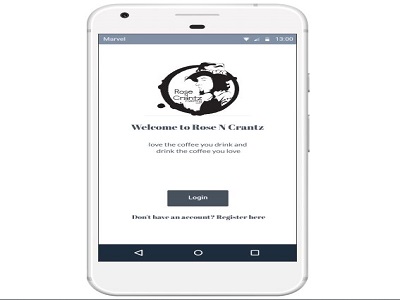 Marvel 13:00
Rose
N
Crantz
Welcome to Rose N Crantz
love the coffee you drink and
drink the coffee you love
Login
Don't have an account? Register here